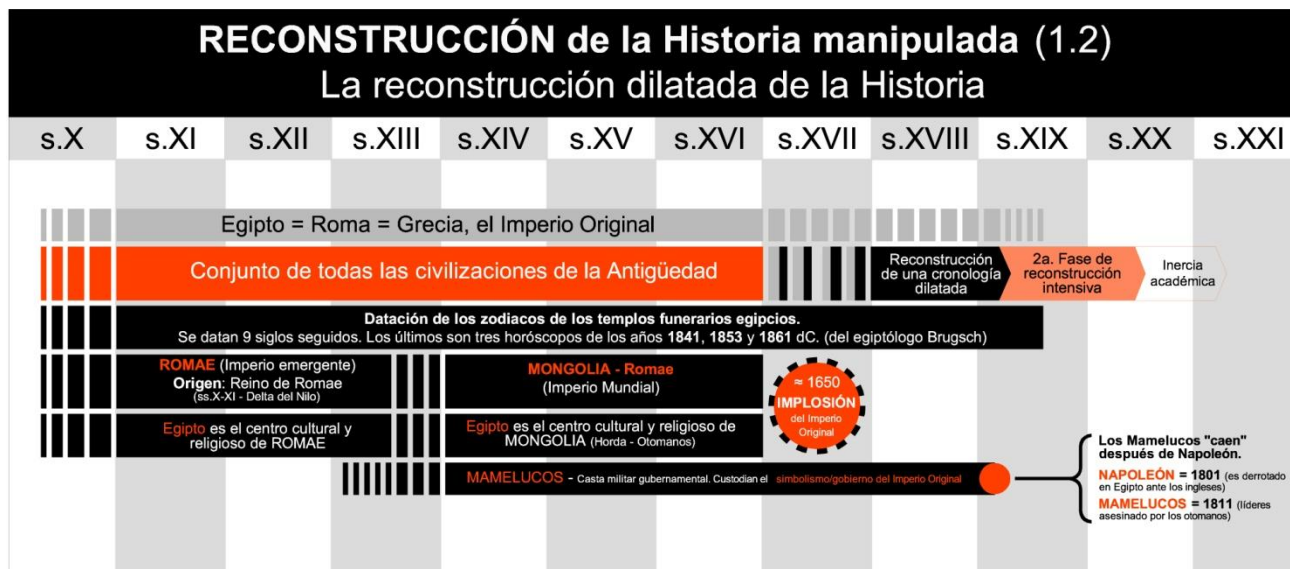 RECONSTRUCCIÓN de la Historia manipulada (1.2)
La reconstrucción dilatada de la Historia
s.X s.XI s.XII s.XIII s.XIV s.XV s.XVI s.XVII s.XVIII s.XIX s.XX s.XXI
Egipto = Roma = Grecia, el Imperio Original
Conjunto de todas las civilizaciones de la Antigüedad
Reconstrucción
de una cronología
dilatada
2a. Fase de
reconstrucción
intensiva
Inercia
académica
Datación de los zodiacos de los templos funerarios egipcios.
Se datan 9 siglos seguidos. Los últimos son tres horóscopos de los años 1841, 1853 y 1861 dC. (del egiptólogo Brugsch)
ROMAE (Imperio emergente)
Origen: Reino de Romae
(ss.X-XI - Delta del Nilo)
MONGOLIA - Romae
(Imperio Mundial)
≈ 1650
IMPLOSIÓN
del Imperio
Original
Egipto es el centro cultural y
religioso de ROMAE
Egipto es el centro cultural y religioso de
MONGOLIA (Horda - Otomanos)
MAMELUCOS - Casta militar gubernamental. Custodian el simbolismo/gobierno del Imperio Original
Los Mamelucos "caen"
después de Napoleón.
NAPOLEÓN = 1801 (es derrotado
en Egipto ante los ingleses)
MAMELUCOS = 1811 (líderes
asesinado por los otomanos)